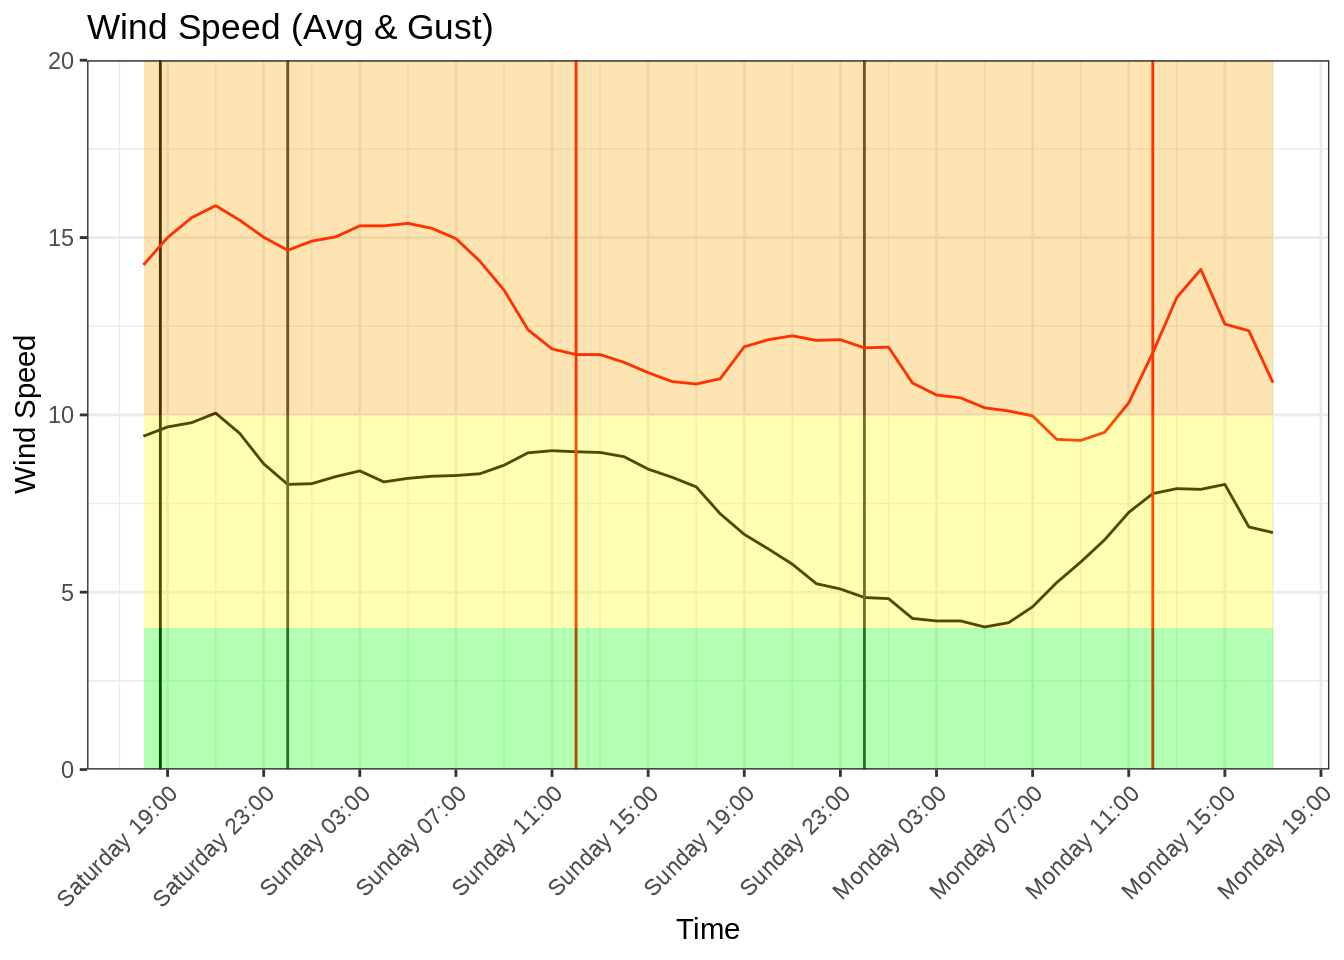 Wind Speed (Avg & Gust)
Wind Speed
20
15
10
5
0
Saturday 19:00
Saturday 23:00
Sunday 03:00
Sunday 07:00
Sunday 11:00
Sunday 15:00
Sunday 19:00
Sunday 23:00
Monday 03:00
Monday 07:00
Monday 11:00
Monday 15:00
Monday 19:00
Time